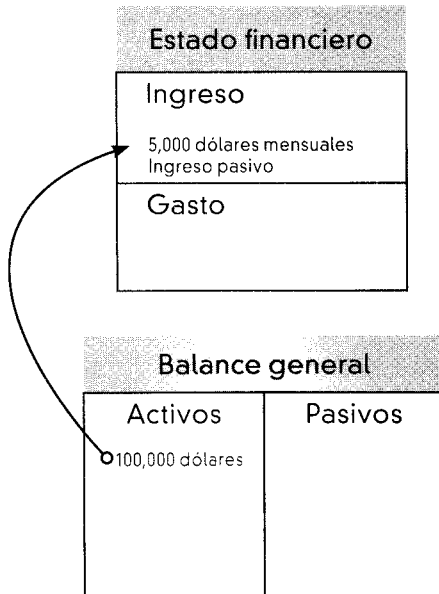 Estado financiero
Ingreso
5,000 dólares mensuales
Ingreso pasivo
Gasto
Balance general
Activos
Pasivos
100,000 dólares